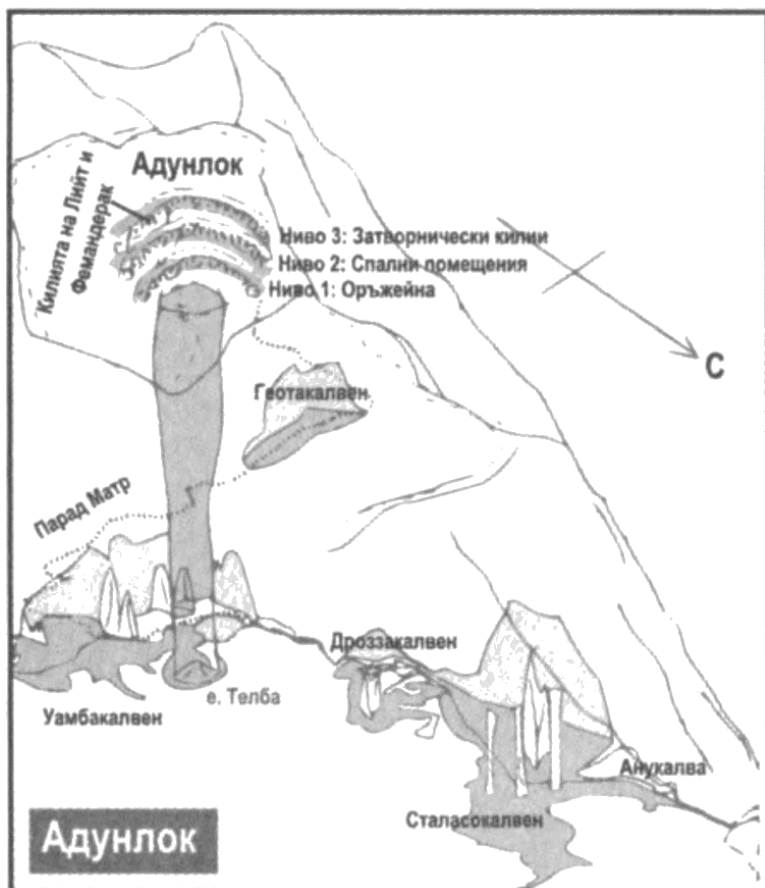 Адунлок
Килията на Лийт и
Фемандерак
Ниво 3: Затворнически килии
Ниво 2: Спални помещения
Ниво 1: Оръжейна
С
Геотакалвен
Парад Матр
Дроззакалвен
е. Телба
Уамбакалвен
Анукалва
Сталасокалвен
Адунлок